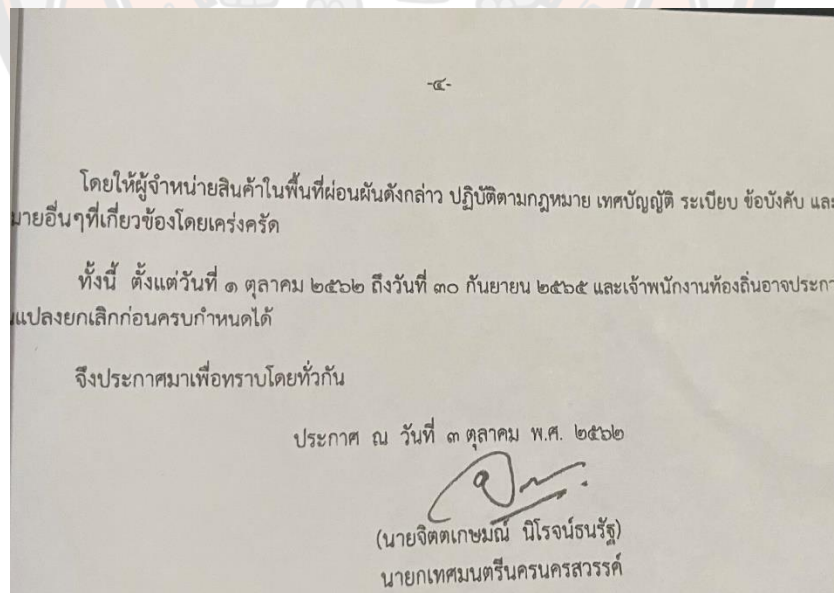 -๔-
โดยให้ผู้จำหน่ายสินค้าในพื้นที่ผ่อนผันดังกล่าว ปฏิบัติตามกฎหมาย เทศบัญญัติ ระเบียบ ข้อบังคับ และ
มายอื่นๆที่เกี่ยวข้องโดยเคร่งครัด
ทั้งนี้ ตั้งแต่วันที่ ๑ ตุลาคม ๒๕๖๒ ถึงวันที่ ๓๐ กันยายน ๒๕๖๕ และเจ้าพนักงานท้องถิ่นอาจประกา
แปลงยกเลิกก่อนครบกำหนดได้
จึงประกาศมาเพื่อทราบโดยทั่วกัน
ประกาศ ณ วันที่ ๓ ตุลาคม พ.ศ. ๒๕๖๒
(นายจิตตเกษมณ์ นิโรจน์ธนรัฐ)
นายกเทศมนตรีนครนครสวรรค์